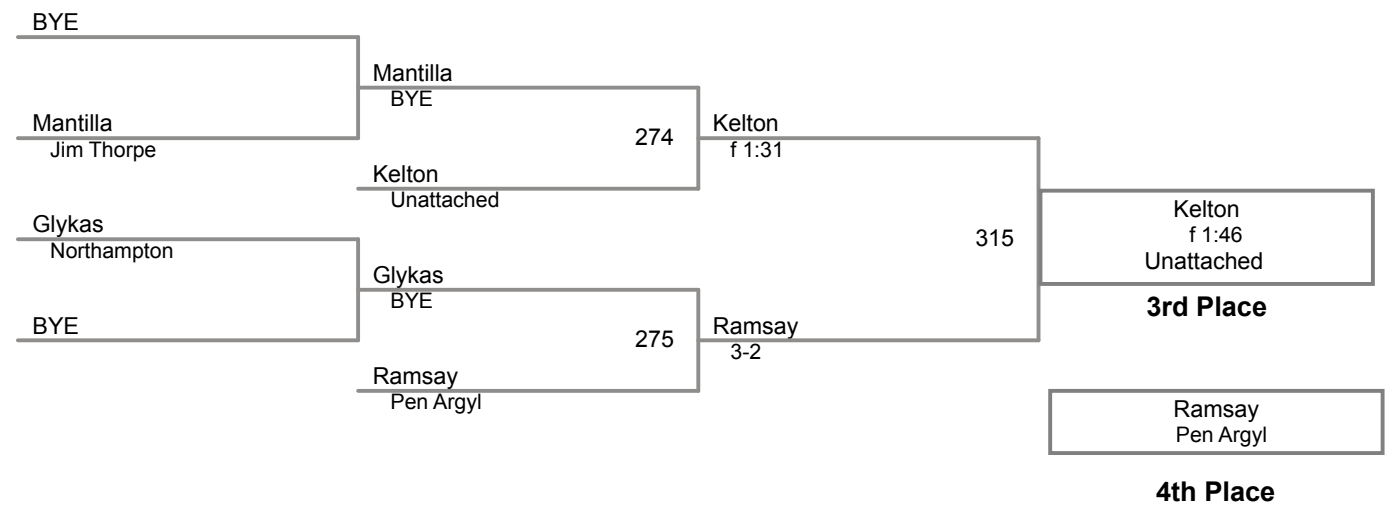 BYE
Mantilla
BYE
Mantilla
Jim Thorpe
274
Kelton
f 1:31
Kelton
Unattached
Glykas
Northampton
315
Kelton
f 1:46
Unattached
3rd Place
Glykas
BYE
BYE
275
Ramsay
3-2
Ramsay
Pen Argyl
Ramsay
Pen Argyl
4th Place